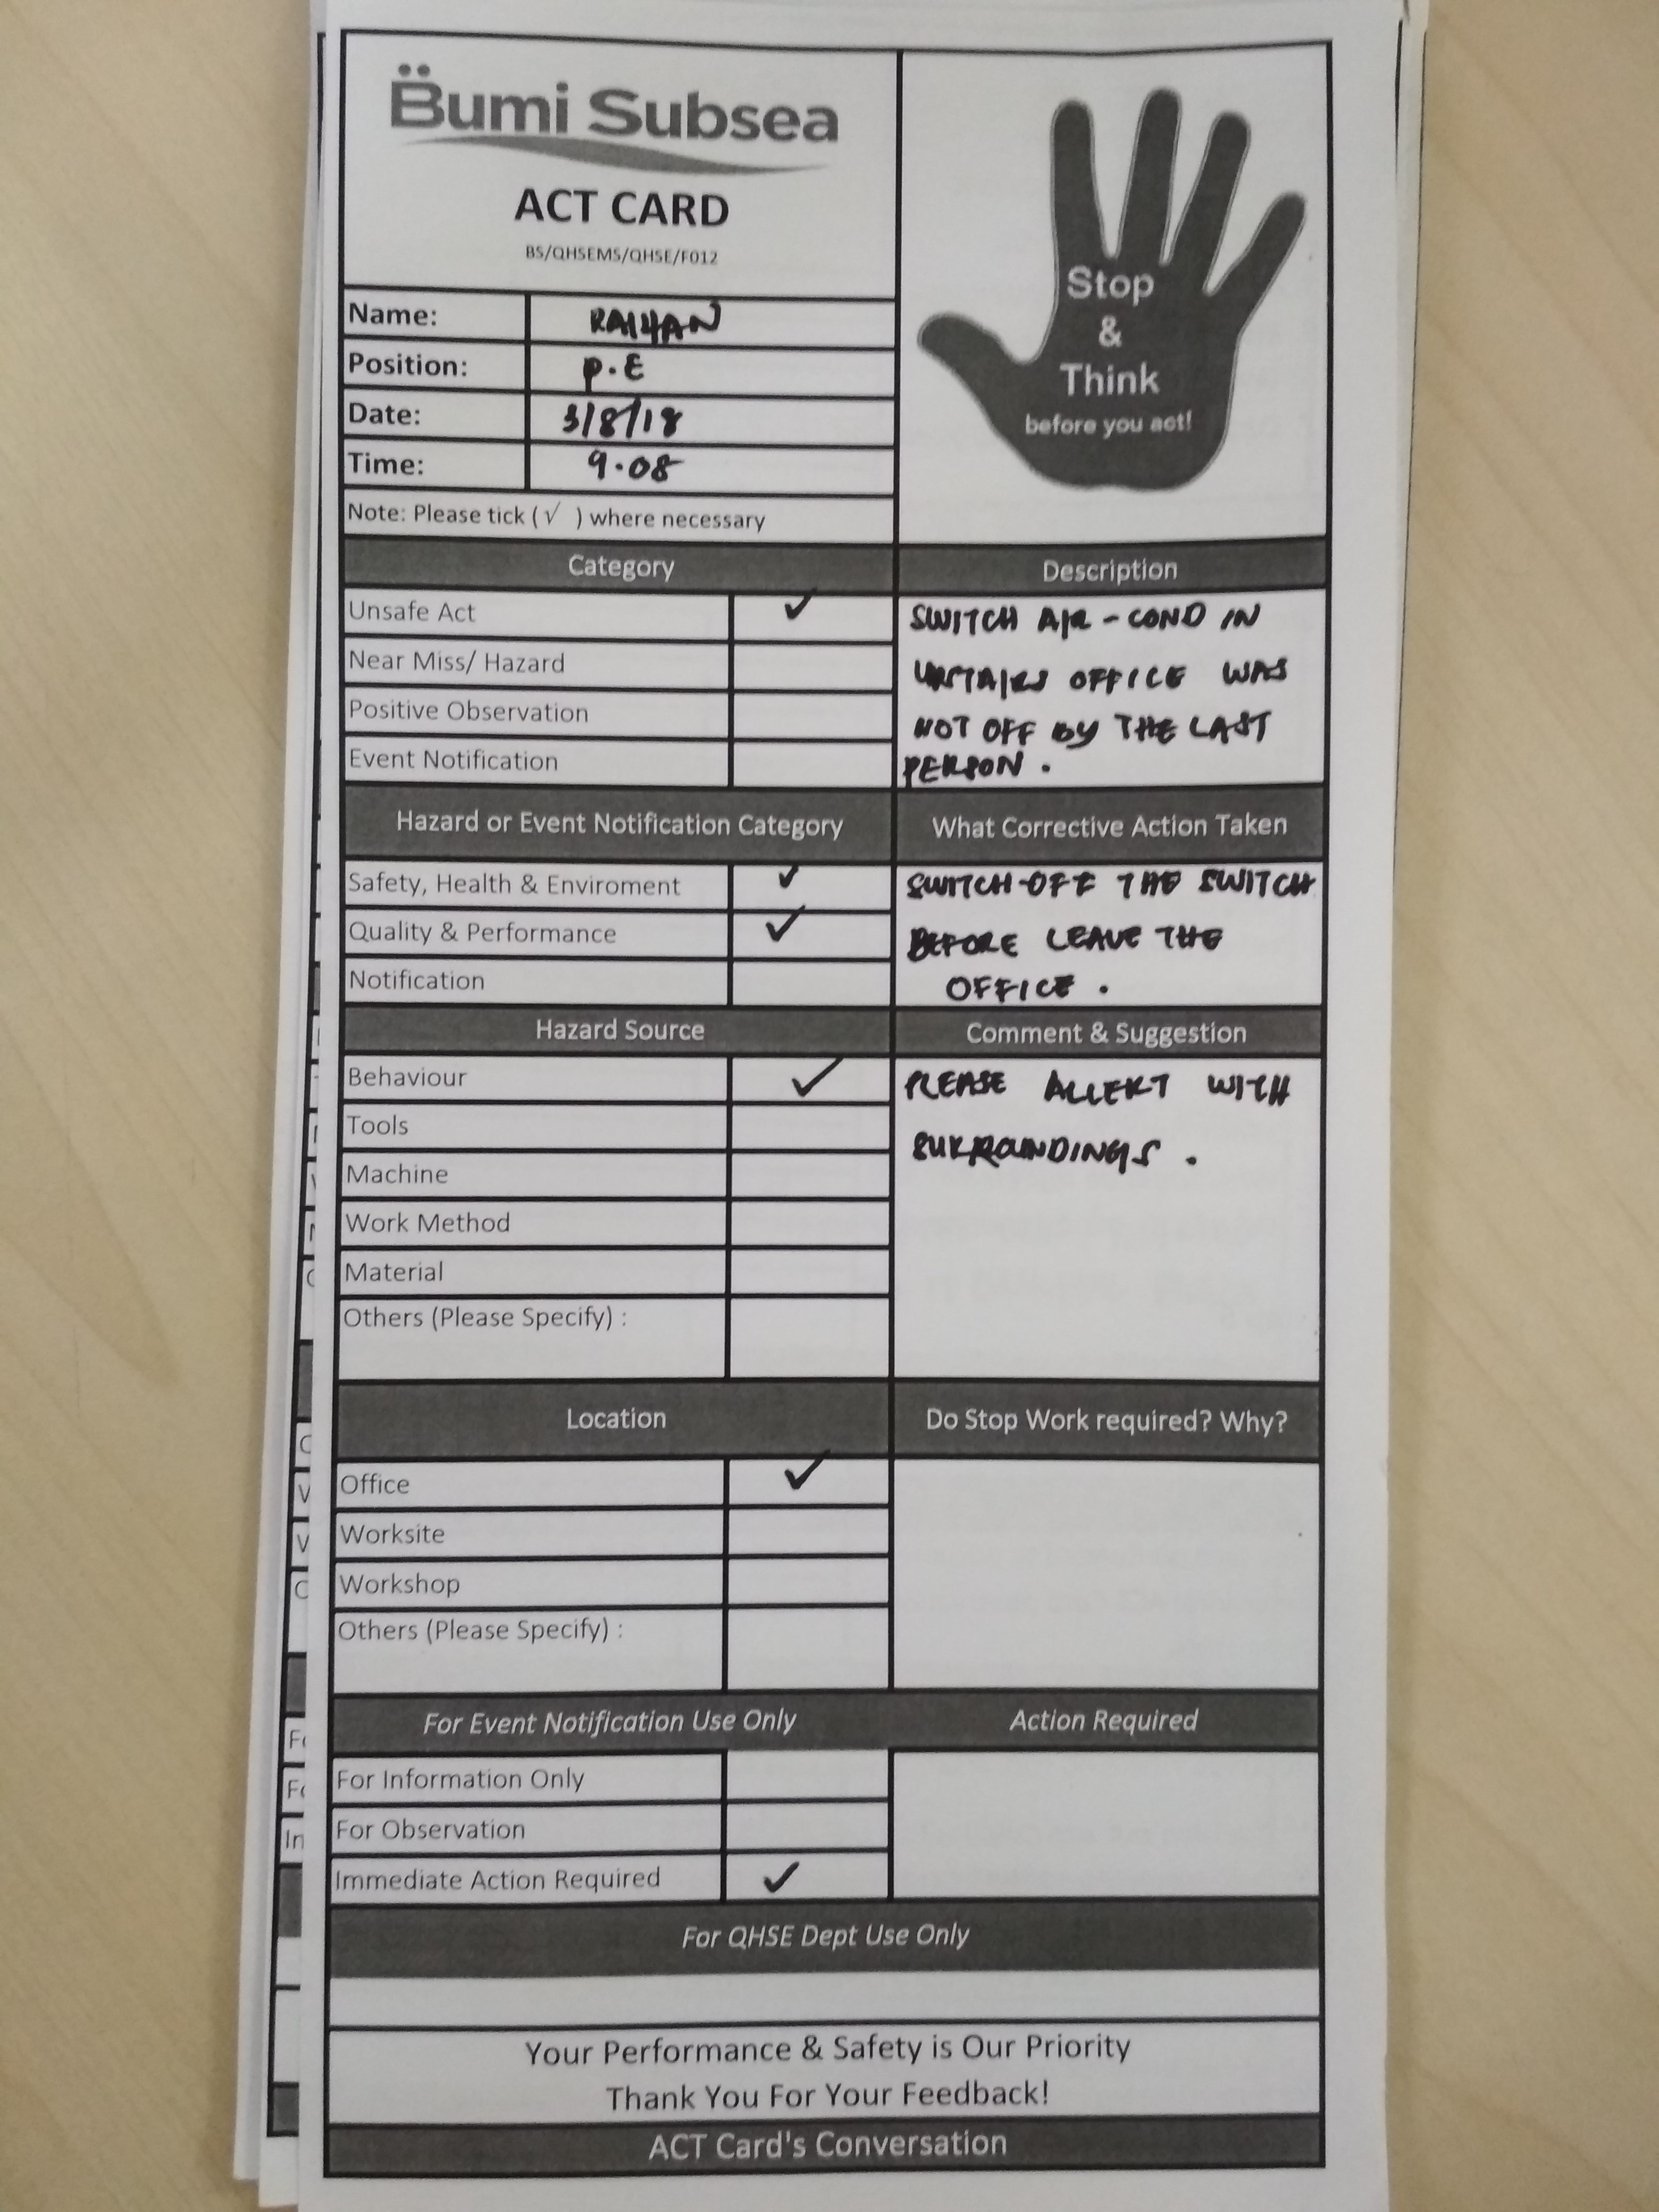 Bumi Subsea
ACT CARD
BS/QHSEMS/QHSE/F012
Stop
&
Think
before you act!
Name: RAIHAN
Position: P.E
Date: 3/8/18
Time: 9.08
Note: Please tick (√ ) where necessary
Category
Description
Unsafe Act ✓
Near Miss/ Hazard
Positive Observation
Event Notification
SWITCH AIR-COND IN
UPSTAIRS OFFICE WAS
NOT OFF BY THE LAST
PERSON.
Hazard or Event Notification Category
What Corrective Action Taken
Safety, Health & Enviroment ✓
Quality & Performance ✓
Notification
SWITCH-OFF THE SWITCH
BEFORE LEAVE THE
OFFICE.
Hazard Source
Comment & Suggestion
Behaviour ✓
Tools
Machine
Work Method
Material
Others (Please Specify) :
PLEASE ALLERT WITH
SURROUNDINGS.
Location
Do Stop Work required? Why?
Office ✓
Worksite
Workshop
Others (Please Specify) :
For Event Notification Use Only
Action Required
For Information Only
For Observation
Immediate Action Required ✓
For QHSE Dept Use Only
Your Performance & Safety is Our Priority
Thank You For Your Feedback!
ACT Card's Conversation